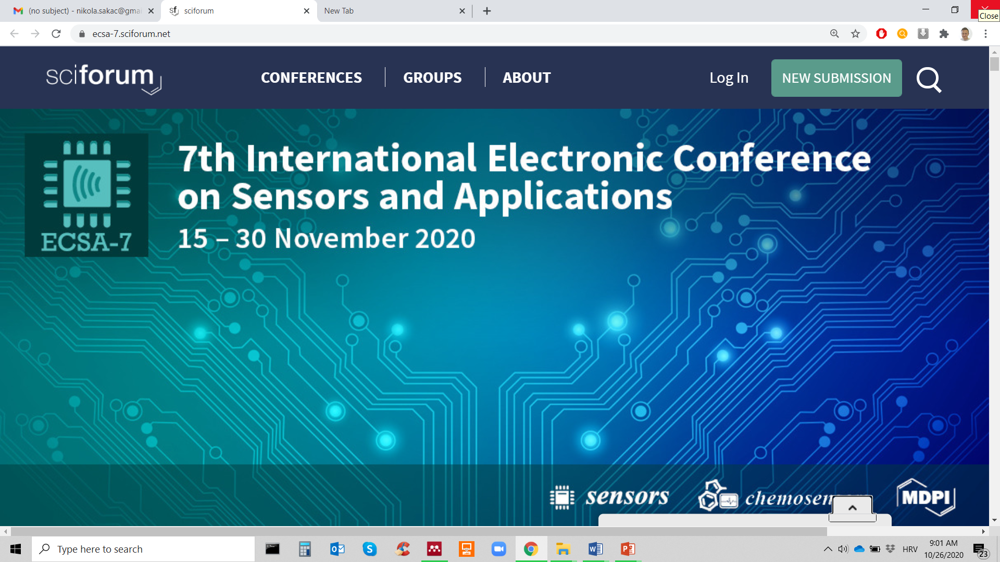 (no subject) - nikola.sakac@gmai
sciforum
New Tab
Close
ecsa-7.sciforum.net
sciforum
CONFERENCES
GROUPS
ABOUT
Log In
NEW SUBMISSION
7th International Electronic Conference
on Sensors and Applications
15 – 30 November 2020
ECSA-7
sensors
chemosen
MDPI
Type here to search
HRV
9:01 AM
10/26/2020
23